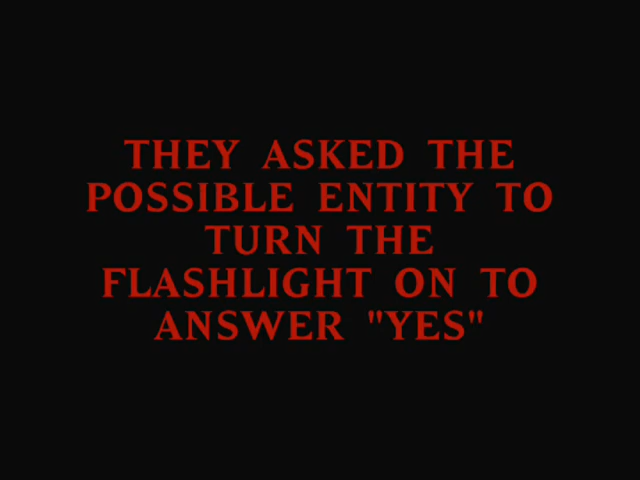 THEY ASKED THE
POSSIBLE ENTITY TO
TURN THE
FLASHLIGHT ON TO
ANSWER "YES"